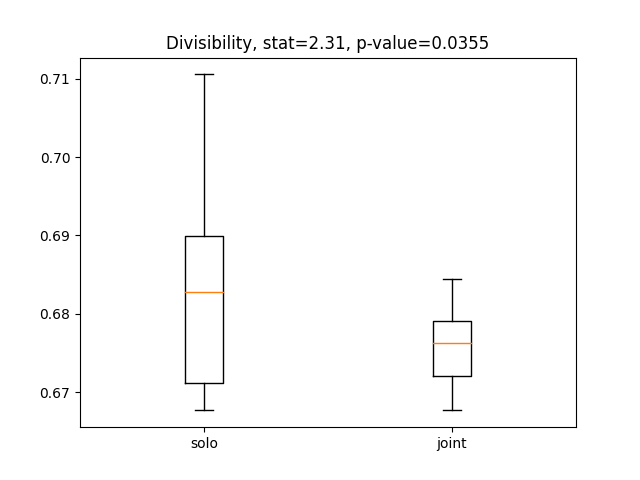 Divisibility, stat=2.31, p-value=0.0355
0.71
0.70
0.69
0.68
0.67
solo
joint